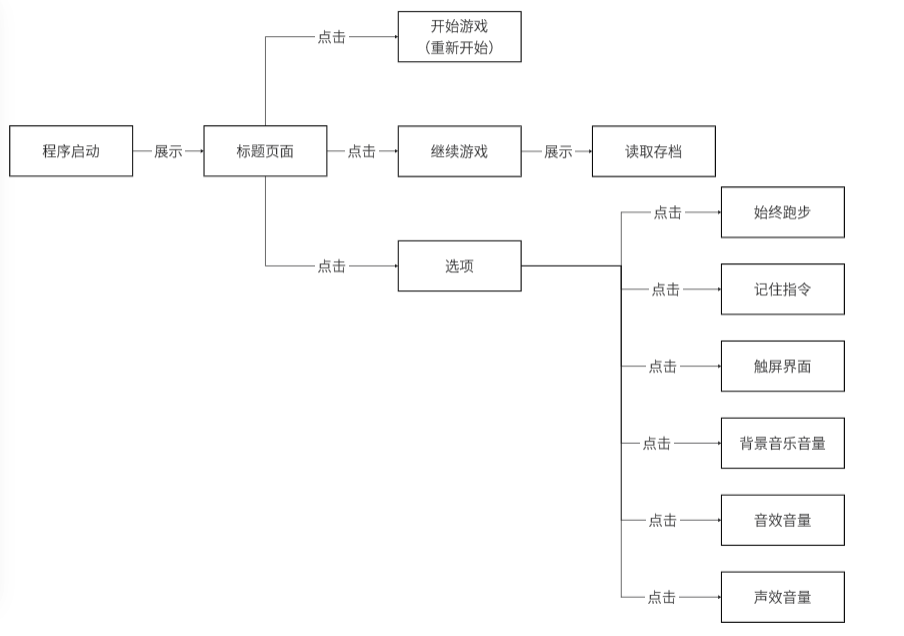 点击
开始游戏
（重新开始）
程序启动
展示
标题页面
点击
继续游戏
展示
读取存档
点击
选项
点击
始终跑步
点击
记住指令
点击
触屏界面
点击
背景音乐音量
点击
音效音量
点击
声效音量